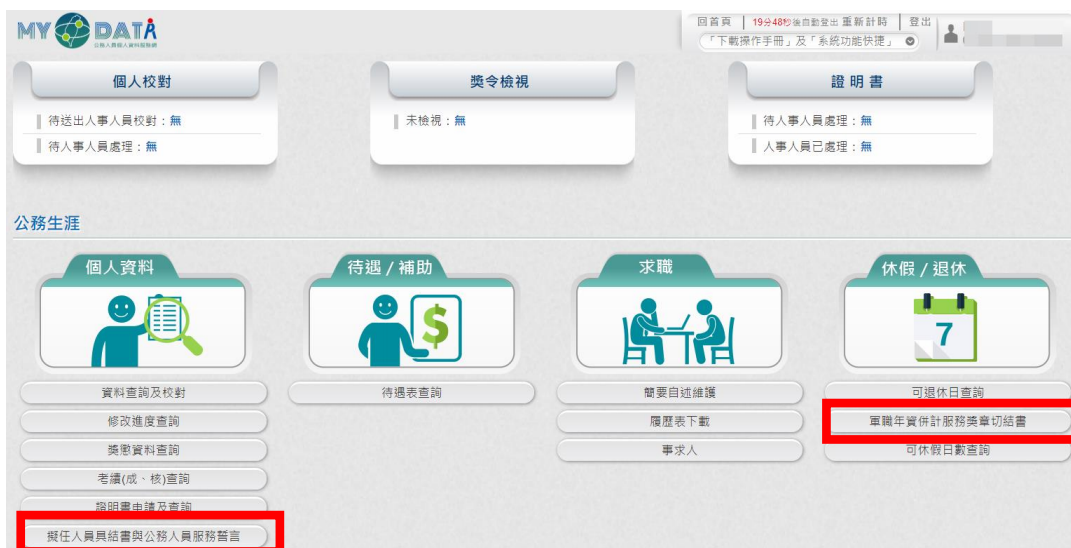 MY DATA
公務人員個人資料服務網
回首頁 | 19分48秒後自動登出 重新計時 | 登出
「下載操作手冊」及「系統功能快捷」
個人校對
待送出人事人員校對：無
待人事人員處理：無
獎令檢視
未檢視：無
證明書
待人事人員處理：無
人事人員已處理：無
公務生涯
個人資料
資料查詢及校對
修改進度查詢
獎懲資料查詢
考績(成、核)查詢
證明書申請及查詢
擬任人員具結書與公務人員服務誓言
待遇/補助
$
待遇表查詢
求職
簡要自述維護
履歷表下載
事求人
休假/退休
7
可退休日查詢
軍職年資併計服務獎章切結書
可休假日數查詢